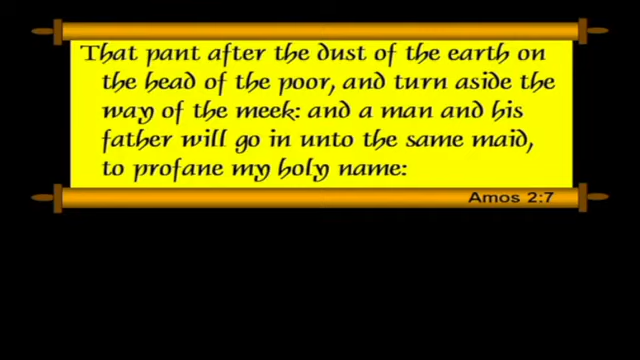 That pant after the dust of the earth on
the head of the poor, and turn aside the
way of the meek: and a man and his
father will go in unto the same maid,
to profane my holy name:
Amos 2:7